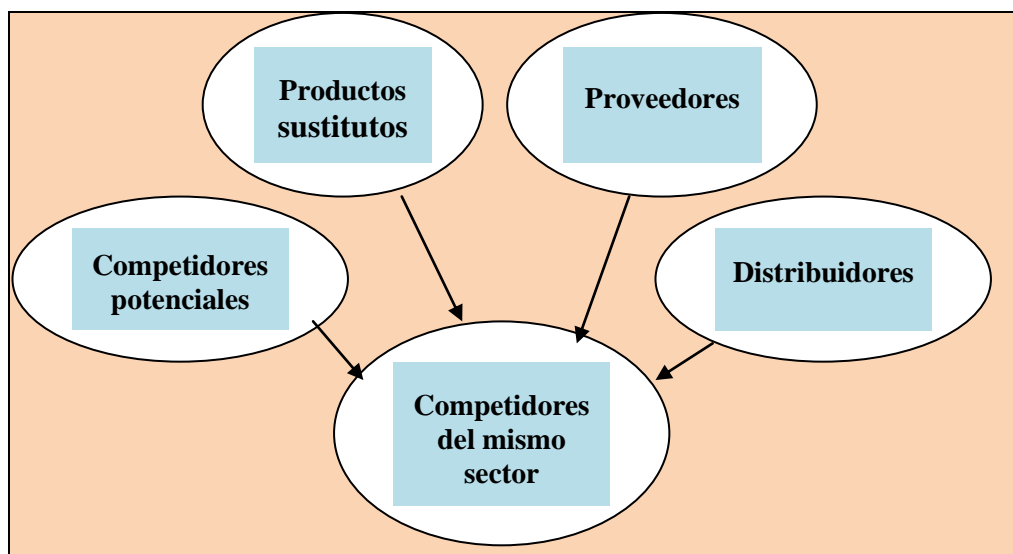 Productos
sustitutos
Proveedores
Competidores
potenciales
Distribuidores
Competidores
del mismo
sector